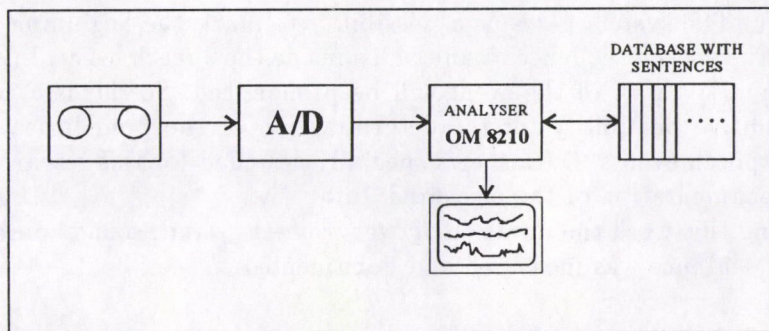 DATABASE WITH
SENTENCES
A/D
ANALYSER
OM 8210